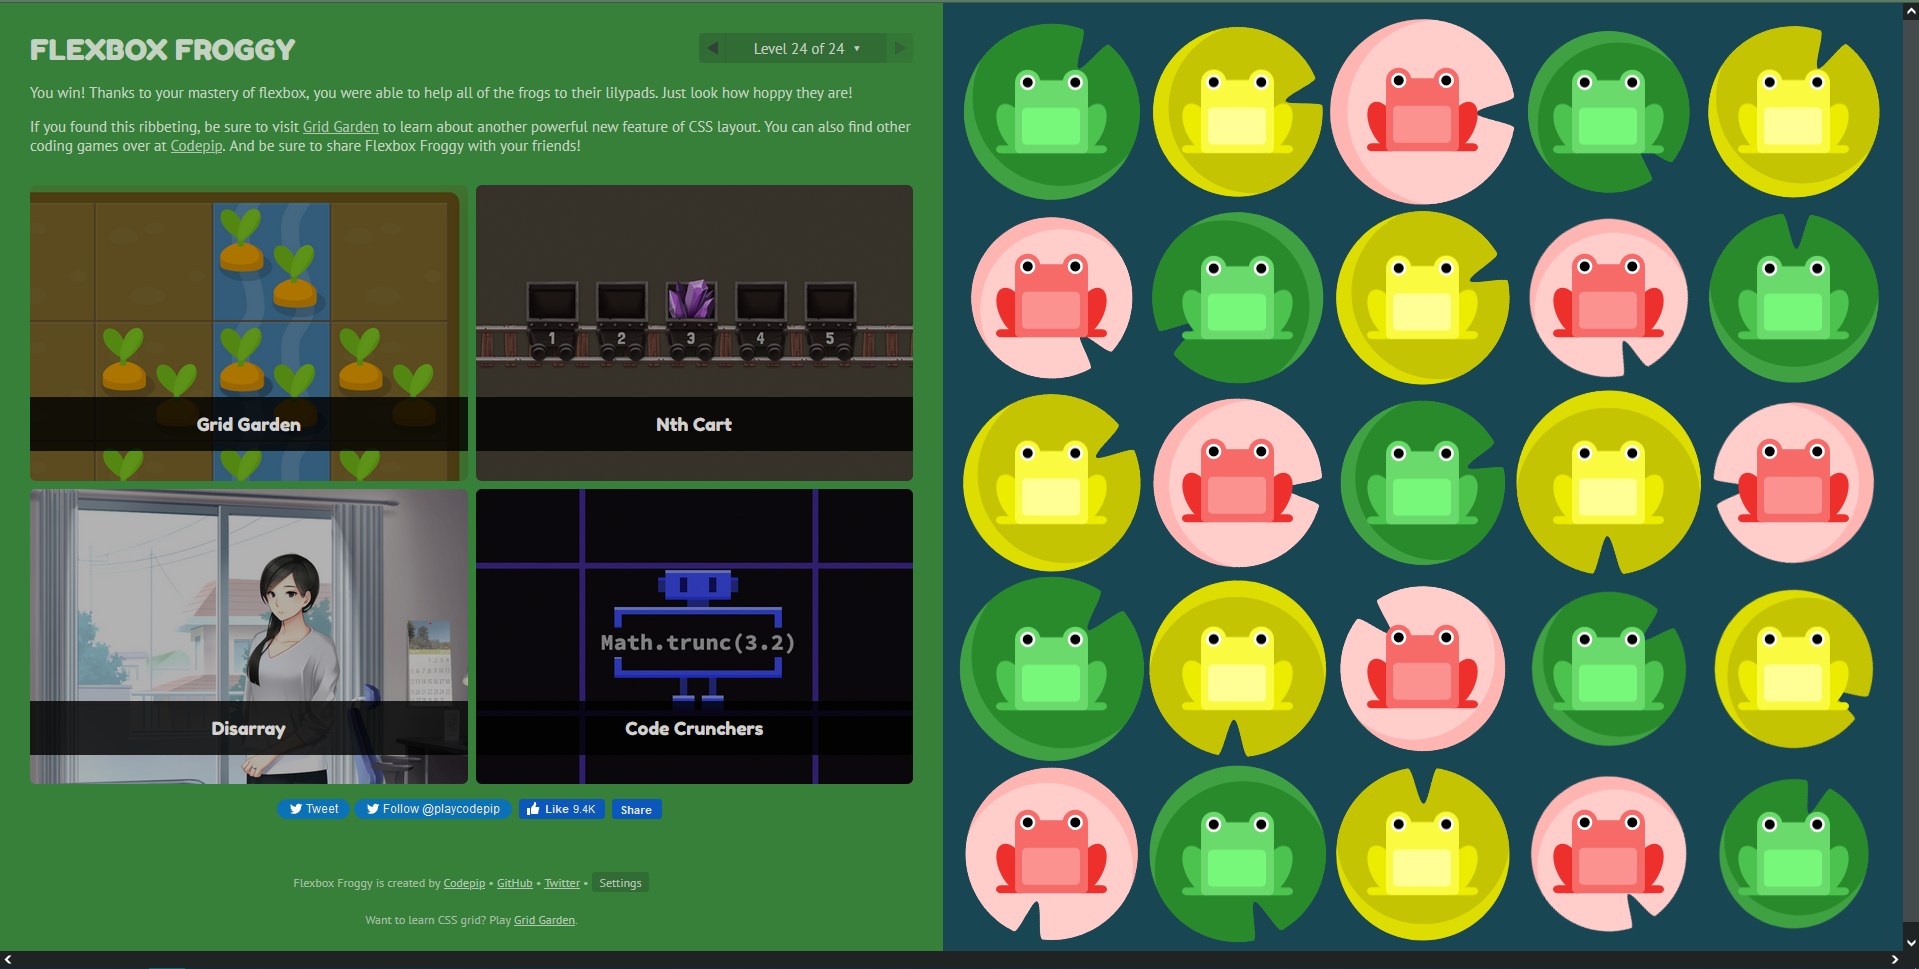 FLEXBOX FROGGY
Level 24 of 24
You win! Thanks to your mastery of flexbox, you were able to help all of the frogs to their lilypads. Just look how hoppy they are!
If you found this ribbeting, be sure to visit Grid Garden to learn about another powerful new feature of CSS layout. You can also find other
coding games over at Codepip. And be sure to share Flexbox Froggy with your friends!
1 2 3 4 5
Grid Garden
Nth Cart
Math.trunc(3.2)
Disarray
Code Crunchers
Tweet
Follow @playcodepip
Like 9.4K
Share
Flexbox Froggy is created by Codepip • GitHub • Twitter • Settings
Want to learn CSS grid? Play Grid Garden.